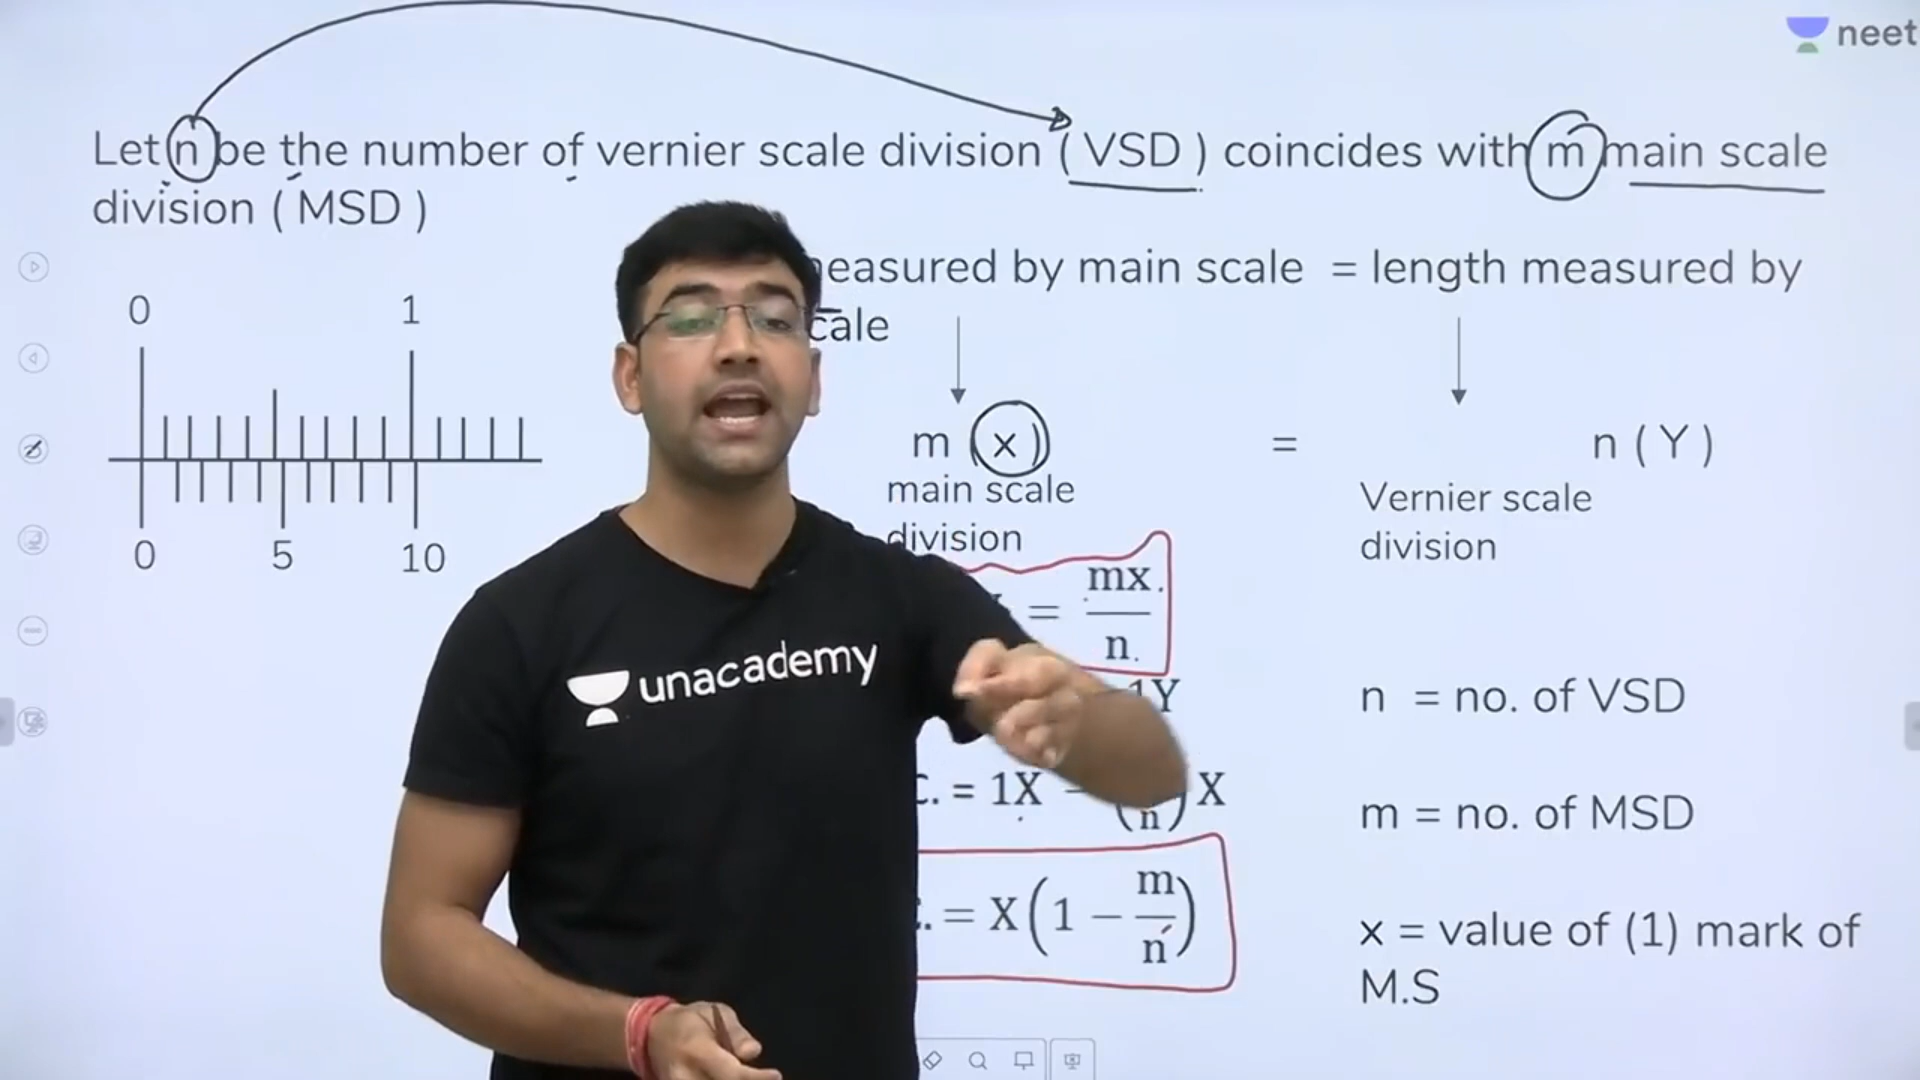 neet
Let n be the number of vernier scale division ( VSD ) coincides with m main scale
division ( MSD )
measured by main scale = length measured by
scale
0 1
m ( x ) = n ( Y )
main scale
division
Vernier scale
division
0 5 10
= mx
n
unacademy
1Y
n = no. of VSD
C. = 1X - ( n ) X
m = no. of MSD
= X ( 1 − m
n )
x = value of (1) mark of
M.S